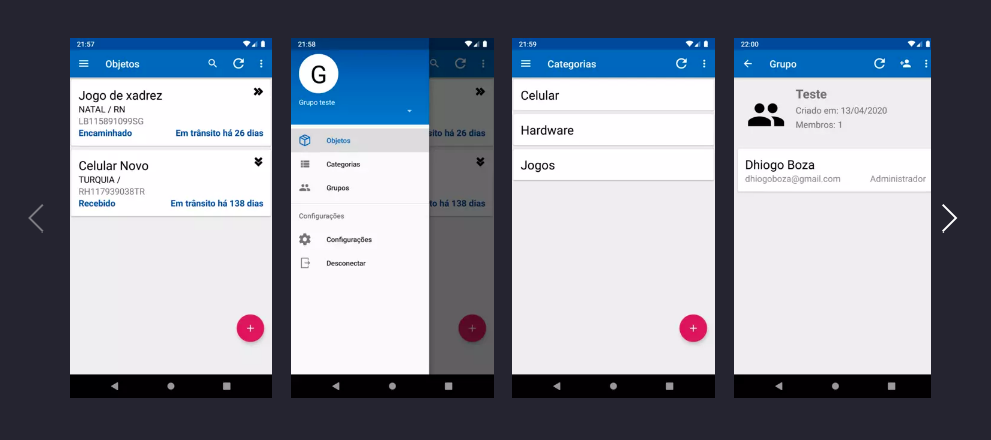 21:57
Objetos
Jogo de xadrez
NATAL / RN
LB115891099SG
Encaminhado Em trânsito há 26 dias
Celular Novo
TURQUIA /
RH117939038TR
Recebido Em trânsito há 138 dias
21:58
G
Grupo teste
Objetos
Categorias
Grupos
Configurações
Configurações
Desconectar
sito há 26 dias
to há 138 dias
21:59
Categorias
Celular
Hardware
Jogos
22:00
Grupo
Teste
Criado em: 13/04/2020
Membros: 1
Dhiogo Boza
dhiogoboza@gmail.com Administrador